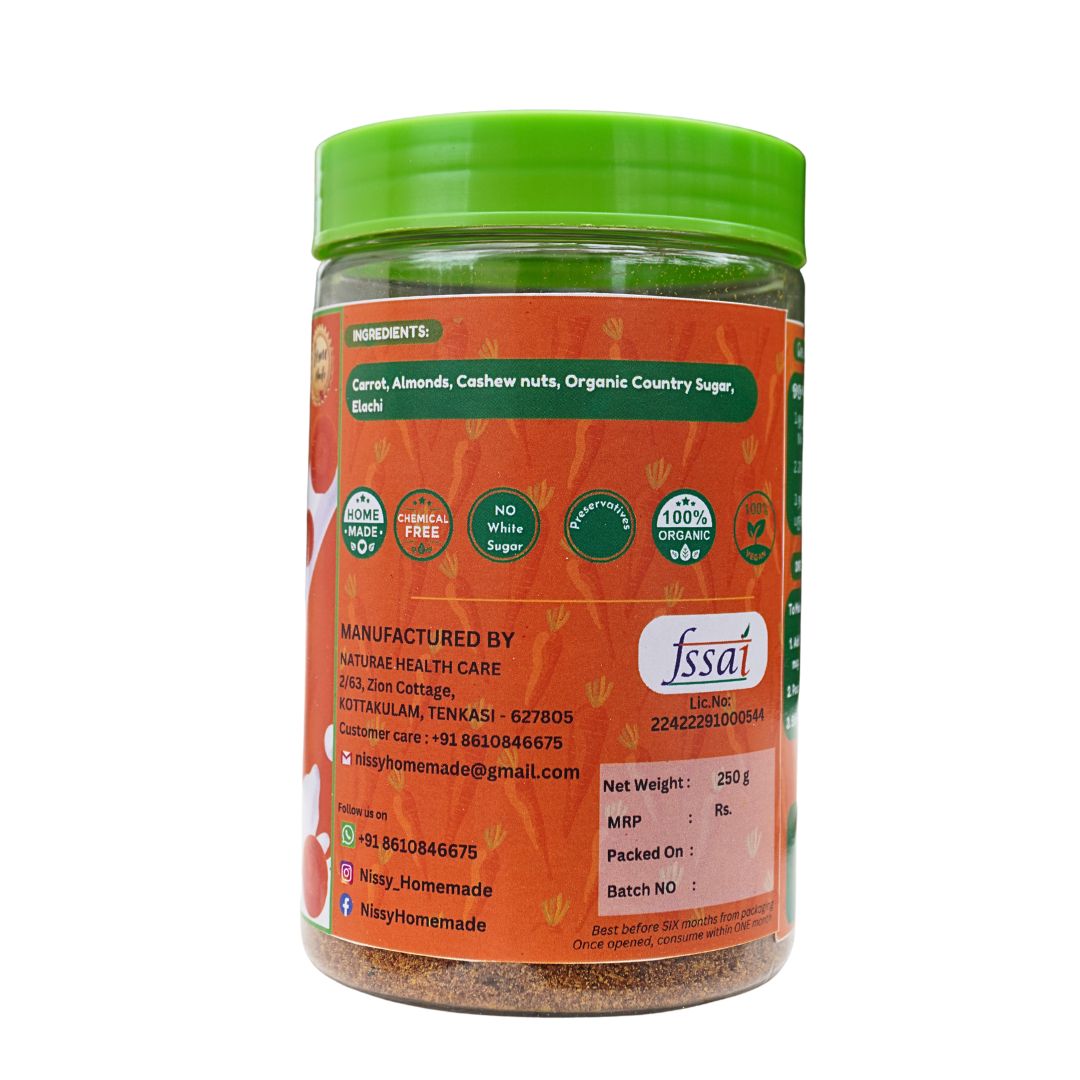 INGREDIENTS:
Carrot, Almonds, Cashew nuts, Organic Country Sugar,
Elachi
HOME
MADE
CHEMICAL
FREE
NO
White
Sugar
Preservatives
100%
ORGANIC
100%
VEGAN
MANUFACTURED BY
NATURAE HEALTH CARE
2/63, Zion Cottage,
KOTTAKULAM, TENKASI - 627805
Customer care : +91 8610846675
nissyhomemade@gmail.com
Follow us on
+91 8610846675
Nissy_Homemade
NissyHomemade
fssai
Lic.No:
22422291000544
Net Weight : 250 g
MRP : Rs.
Packed On :
Batch NO :
Best before SIX months from packaging
Once opened, consume within ONE month